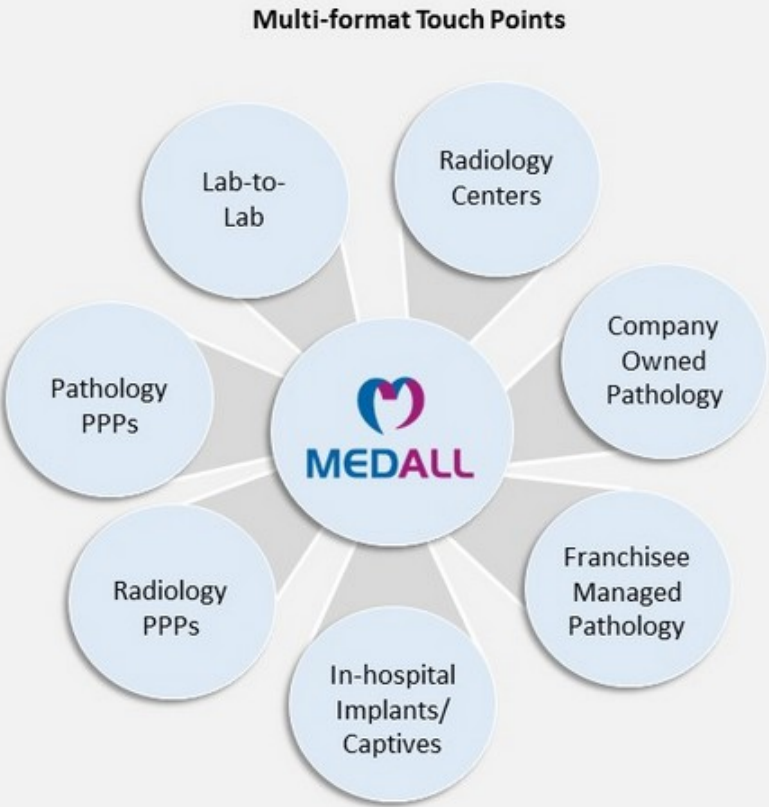 Multi-format Touch Points
Lab-to-
Lab
Radiology
Centers
Company
Owned
Pathology
Pathology
PPPs
MEDALL
Franchisee
Managed
Pathology
Radiology
PPPs
In-hospital
Implants/
Captives